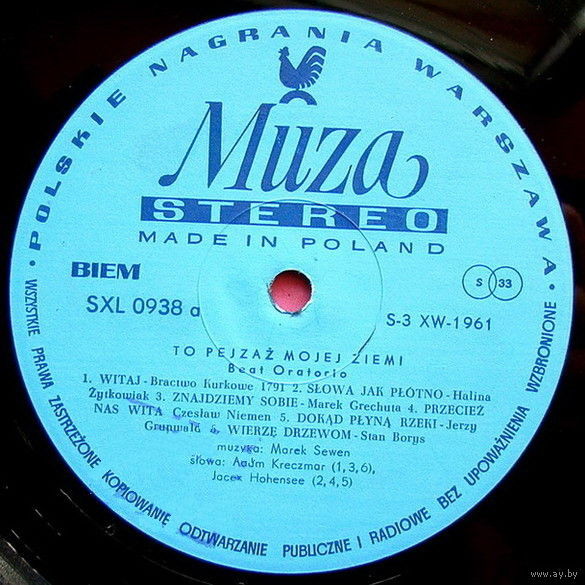 POLSKIE NAGRANIA WARSZAWA
Muza
STEREO
MADE IN POLAND
BIEM
S 33
SXL 0938 a
S-3 XW-1961
TO PEJZAŻ MOJEJ ZIEMI
Beat Oratorio
1. WITAJ - Bractwo Kurkowe 1791 2. SŁOWA JAK PŁÓTNO - Halina
Żytkowiak 3. ZNAJDZIEMY SOBIE - Marek Grechuta 4. PRZECIEŻ
NAS WITA Czesław Niemen 5. DOKĄD PŁYNĄ RZEKI - Jerzy
Grunwald 6. WIERZĘ DRZEWOM - Stan Borys
muzyka: Marek Sewen
słowa: Adam Kreczmar (1,3,6),
Jacek Hohensee (2,4,5)
WSZYSTKIE PRAWA ZASTRZEŻONE KOPIOWANIE ODTWARZANIE PUBLICZNE I RADIOWE BEZ UPOWAŻNIENIA WZBRONIONE
www.ay.by